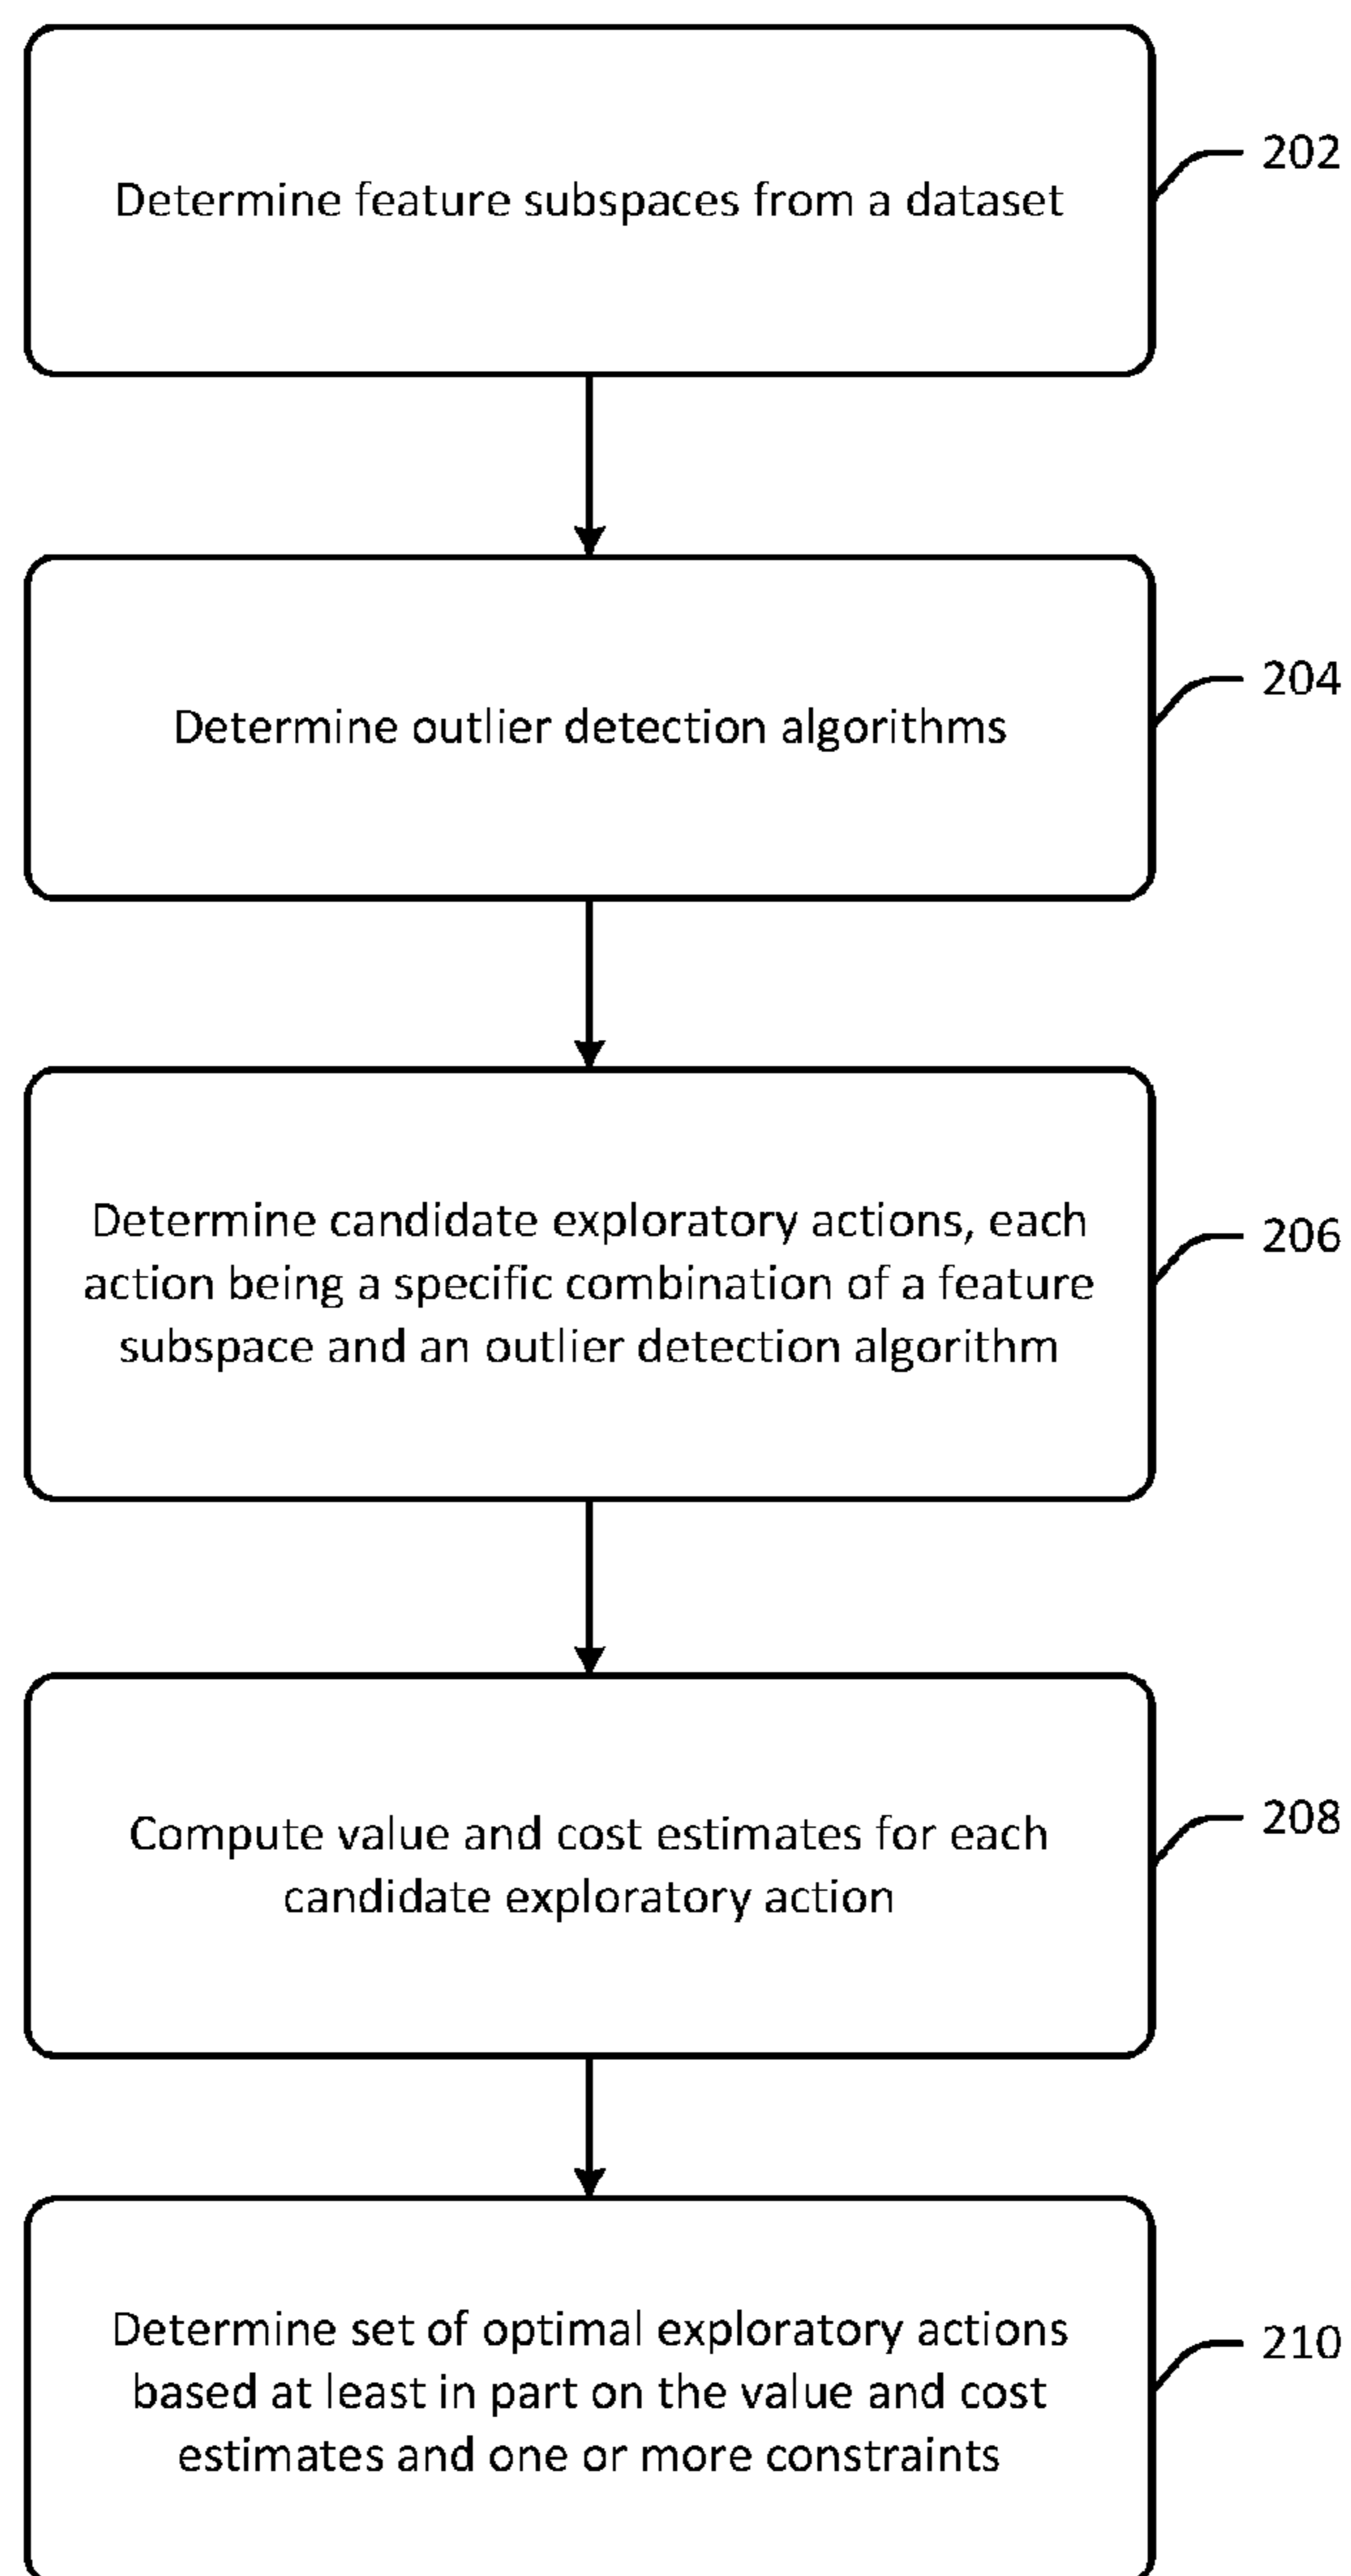 Determine feature subspaces from a dataset
202
Determine outlier detection algorithms
204
Determine candidate exploratory actions, each
action being a specific combination of a feature
subspace and an outlier detection algorithm
206
Compute value and cost estimates for each
candidate exploratory action
208
Determine set of optimal exploratory actions
based at least in part on the value and cost
estimates and one or more constraints
210